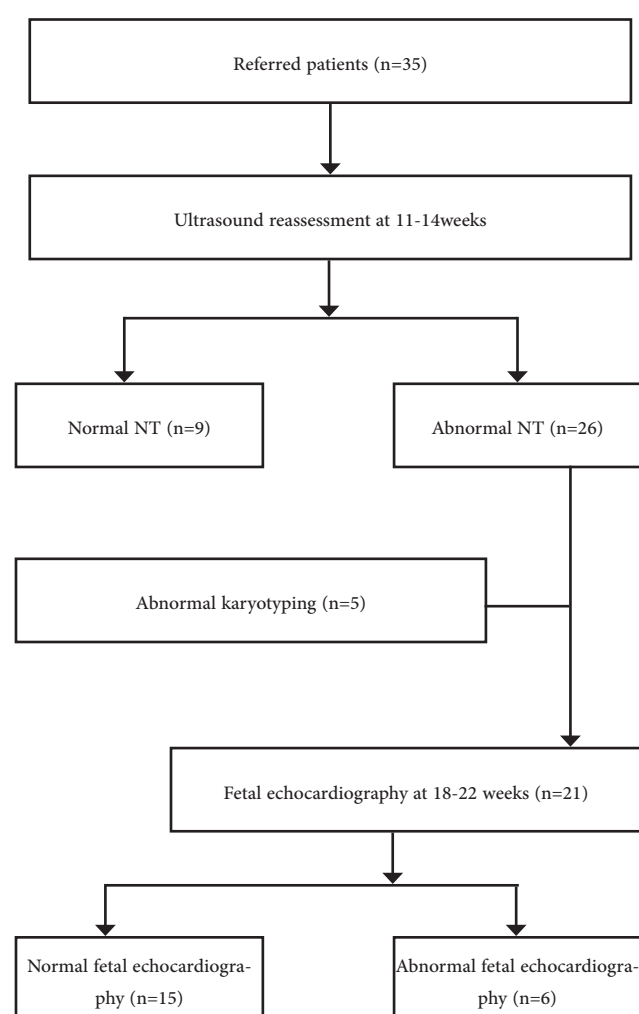 Referred patients (n=35)
Ultrasound reassessment at 11-14weeks
Normal NT (n=9)
Abnormal NT (n=26)
Abnormal karyotyping (n=5)
Fetal echocardiography at 18-22 weeks (n=21)
Normal fetal echocardiogra-
phy (n=15)
Abnormal fetal echocardiogra-
phy (n=6)